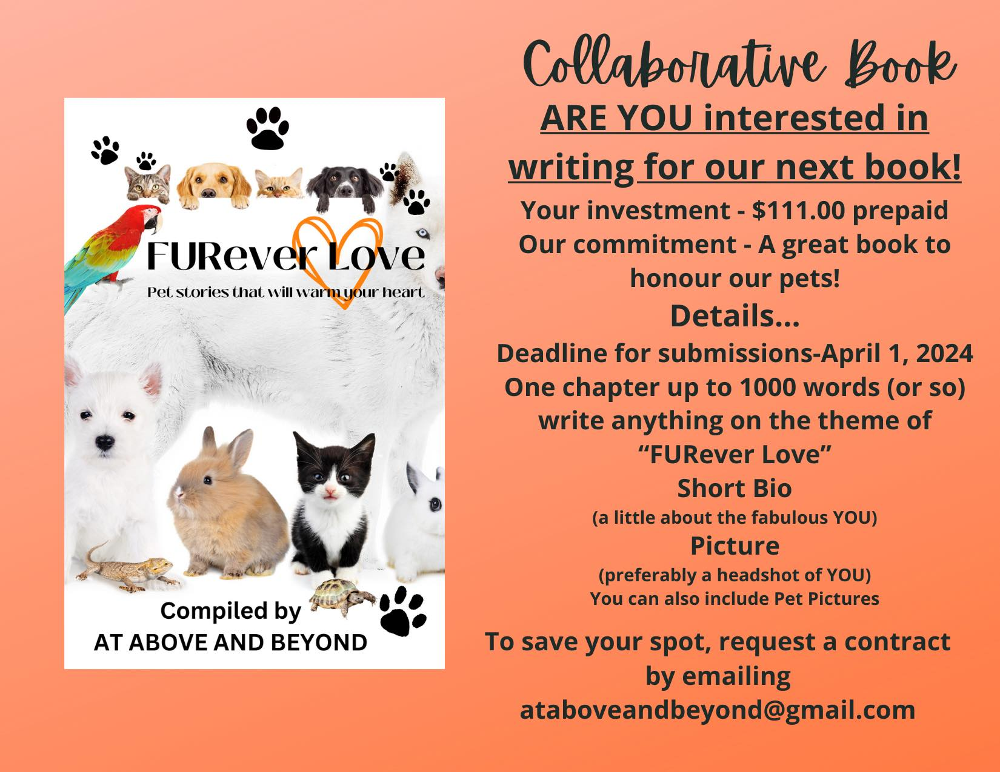 FURever Love
Pet stories that will warm your heart
Compiled by
AT ABOVE AND BEYOND
Collaborative Book
ARE YOU interested in
writing for our next book!
Your investment - $111.00 prepaid
Our commitment - A great book to
honour our pets!
Details...
Deadline for submissions-April 1, 2024
One chapter up to 1000 words (or so)
write anything on the theme of
“FURever Love”
Short Bio
(a little about the fabulous YOU)
Picture
(preferably a headshot of YOU)
You can also include Pet Pictures
To save your spot, request a contract
by emailing
ataboveandbeyond@gmail.com